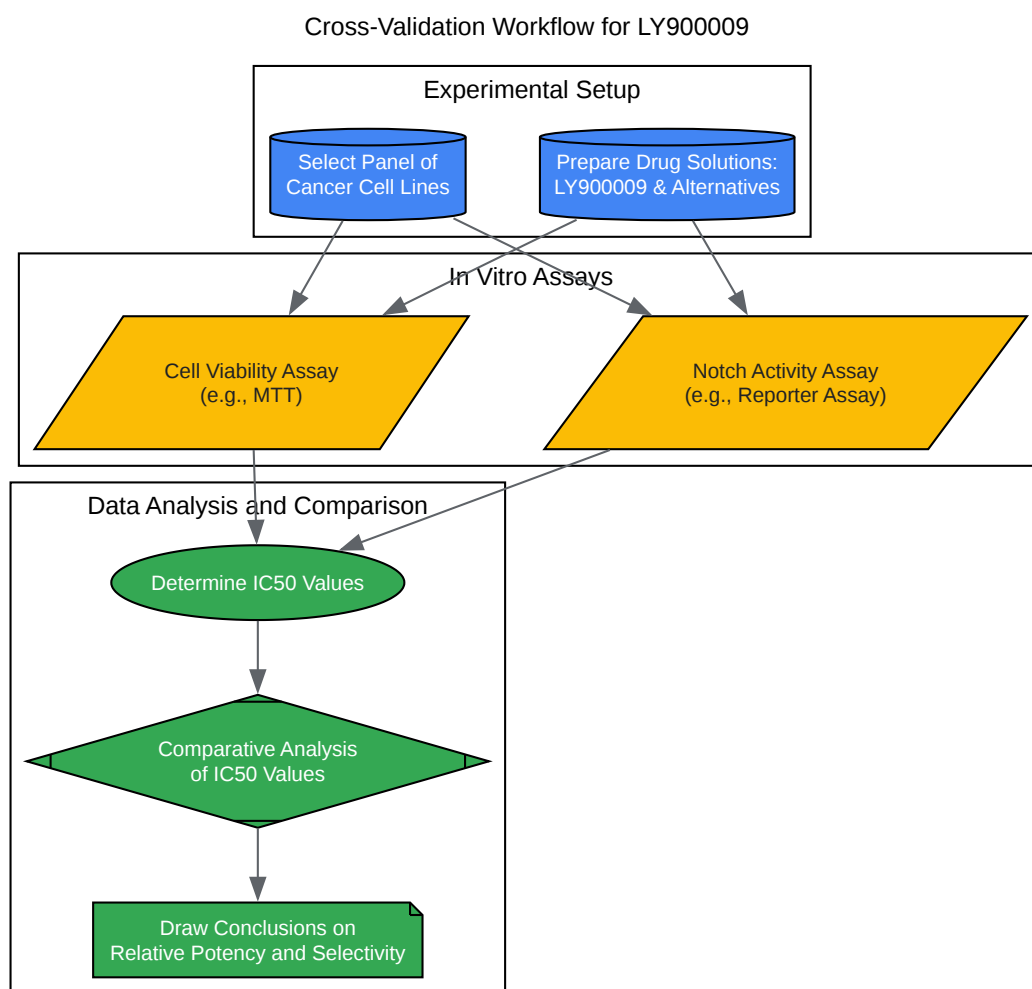 Cross-Validation Workflow for LY900009
Experimental Setup
Select Panel of
Cancer Cell Lines
Prepare Drug Solutions:
LY900009 & Alternatives
In Vitro Assays
Cell Viability Assay
(e.g., MTT)
Notch Activity Assay
(e.g., Reporter Assay)
Data Analysis and Comparison
Determine IC50 Values
Comparative Analysis
of IC50 Values
Draw Conclusions on
Relative Potency and Selectivity